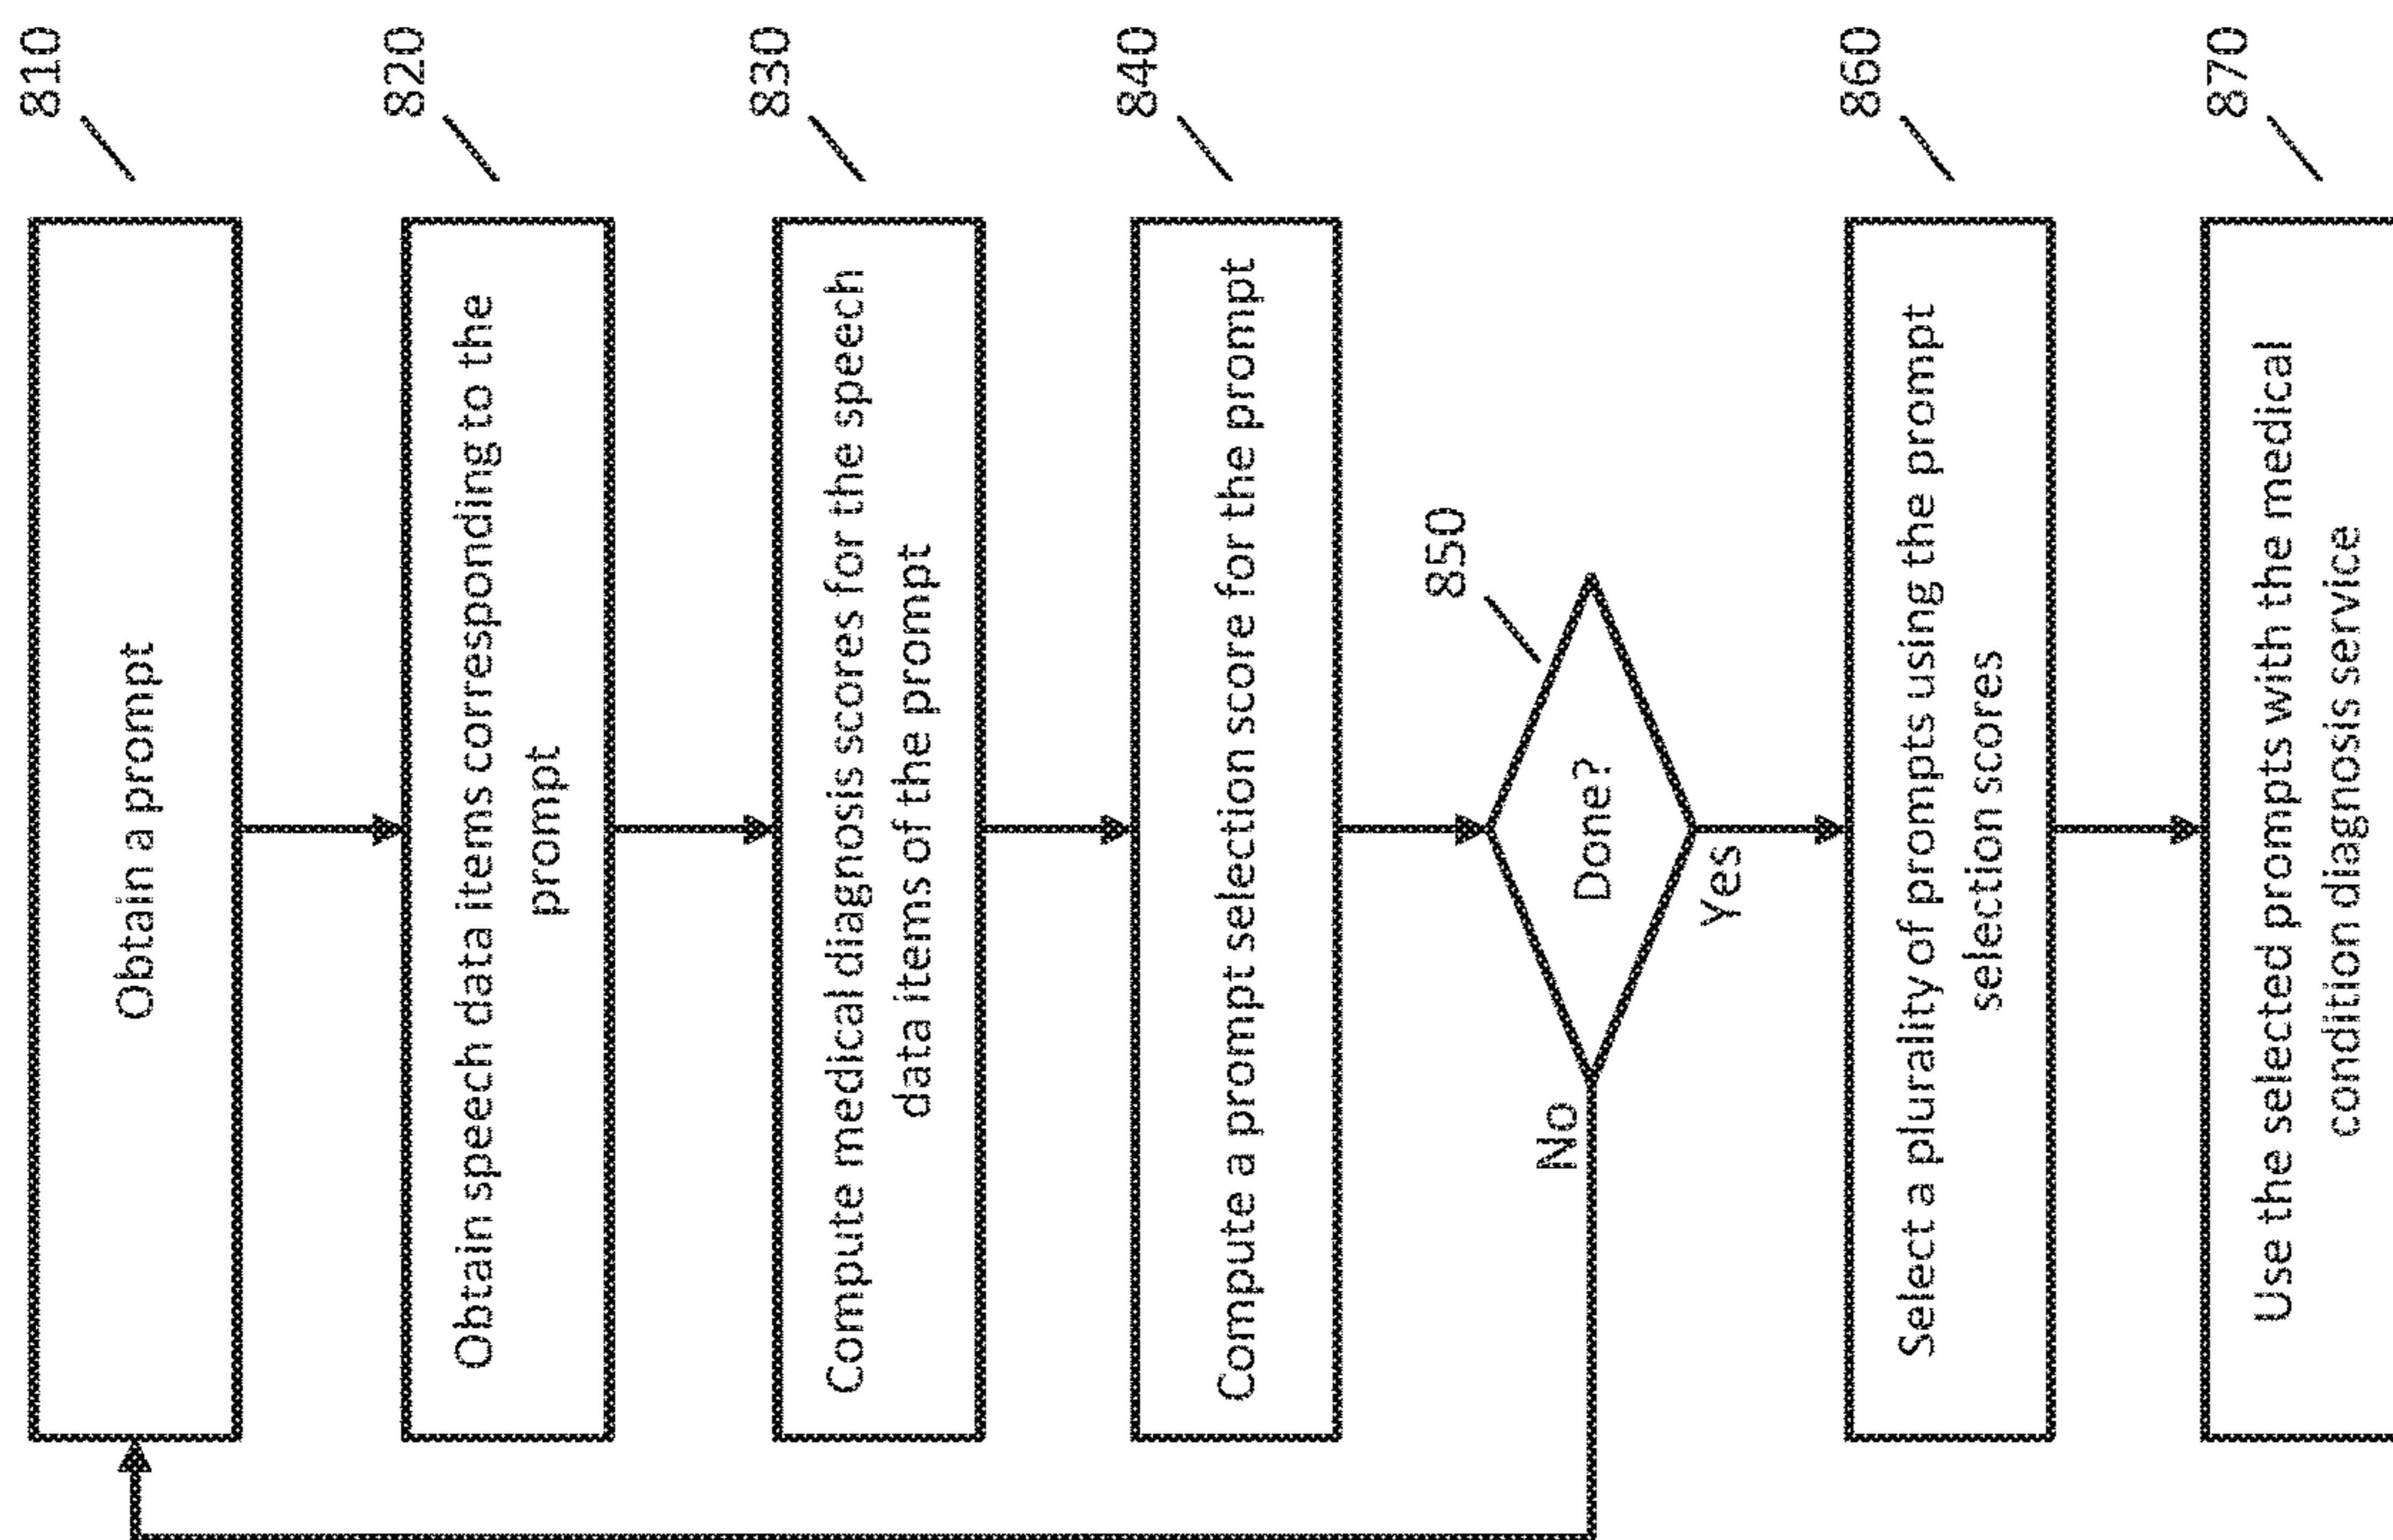 Obtain a prompt
810
Obtain speech data items corresponding to the
prompt
820
Compute medical diagnosis scores for the speech
data items of the prompt
830
Compute a prompt selection score for the prompt
840
850
Done?
No
Yes
Select a plurality of prompts using the prompt
selection scores
860
Use the selected prompts with the medical
condition diagnosis service
870